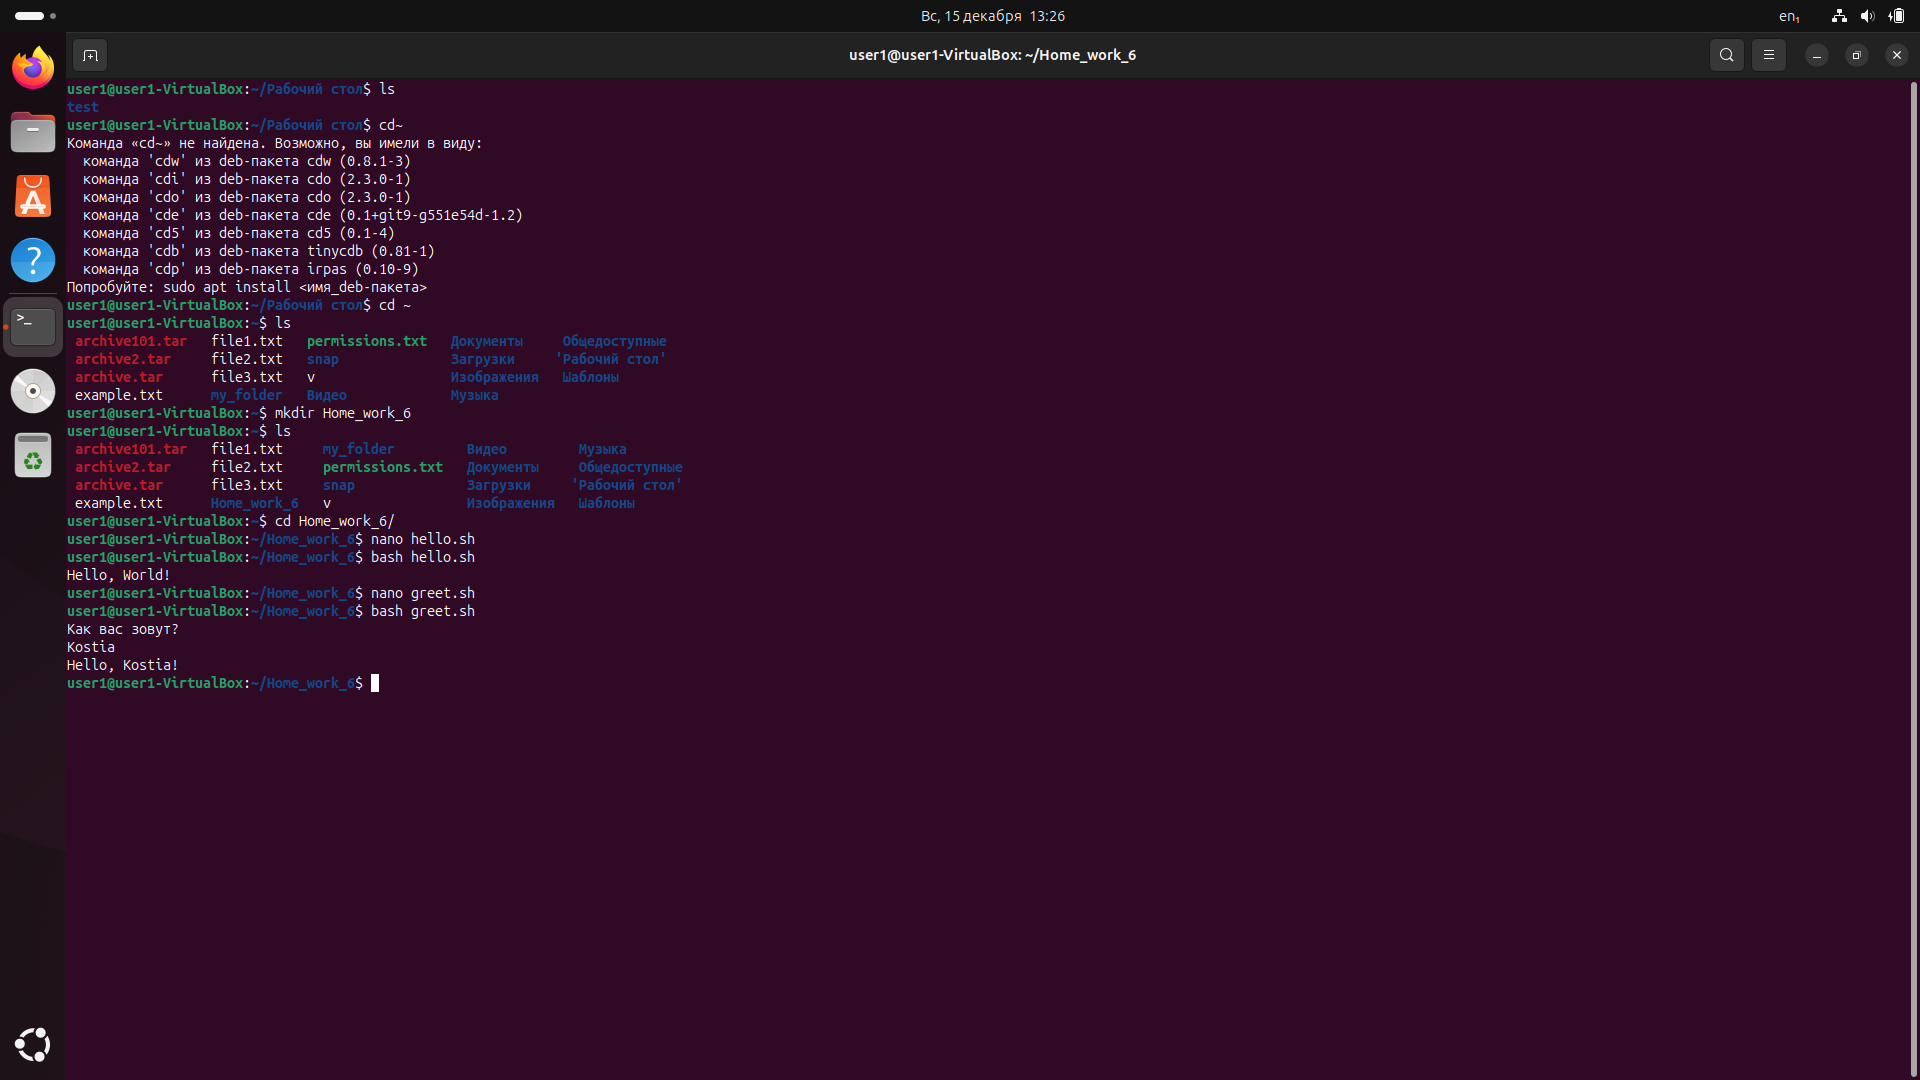 Вс, 15 декабря 13:26
en₁
user1@user1-VirtualBox: ~/Home_work_6
user1@user1-VirtualBox:~/Рабочий стол$ ls
test
user1@user1-VirtualBox:~/Рабочий стол$ cd~
Команда «cd~» не найдена. Возможно, вы имели в виду:
  команда 'cdw' из deb-пакета cdw (0.8.1-3)
  команда 'cdi' из deb-пакета cdo (2.3.0-1)
  команда 'cdo' из deb-пакета cdo (2.3.0-1)
  команда 'cde' из deb-пакета cde (0.1+git9-g551e54d-1.2)
  команда 'cd5' из deb-пакета cd5 (0.1-4)
  команда 'cdb' из deb-пакета tinycdb (0.81-1)
  команда 'cdp' из deb-пакета irpas (0.10-9)
Попробуйте: sudo apt install <имя_deb-пакета>
user1@user1-VirtualBox:~/Рабочий стол$ cd ~
user1@user1-VirtualBox:~$ ls
 archive101.tar   file1.txt   permissions.txt   Документы     Общедоступные
 archive2.tar     file2.txt   snap              Загрузки     'Рабочий стол'
 archive.tar      file3.txt   v                 Изображения   Шаблоны
 example.txt      my_folder   Видео             Музыка
user1@user1-VirtualBox:~$ mkdir Home_work_6
user1@user1-VirtualBox:~$ ls
 archive101.tar   file1.txt     my_folder         Видео         Музыка
 archive2.tar     file2.txt     permissions.txt   Документы     Общедоступные
 archive.tar      file3.txt     snap              Загрузки     'Рабочий стол'
 example.txt      Home_work_6   v                 Изображения   Шаблоны
user1@user1-VirtualBox:~$ cd Home_work_6/
user1@user1-VirtualBox:~/Home_work_6$ nano hello.sh
user1@user1-VirtualBox:~/Home_work_6$ bash hello.sh
Hello, World!
user1@user1-VirtualBox:~/Home_work_6$ nano greet.sh
user1@user1-VirtualBox:~/Home_work_6$ bash greet.sh
Как вас зовут?
Kostia
Hello, Kostia!
user1@user1-VirtualBox:~/Home_work_6$